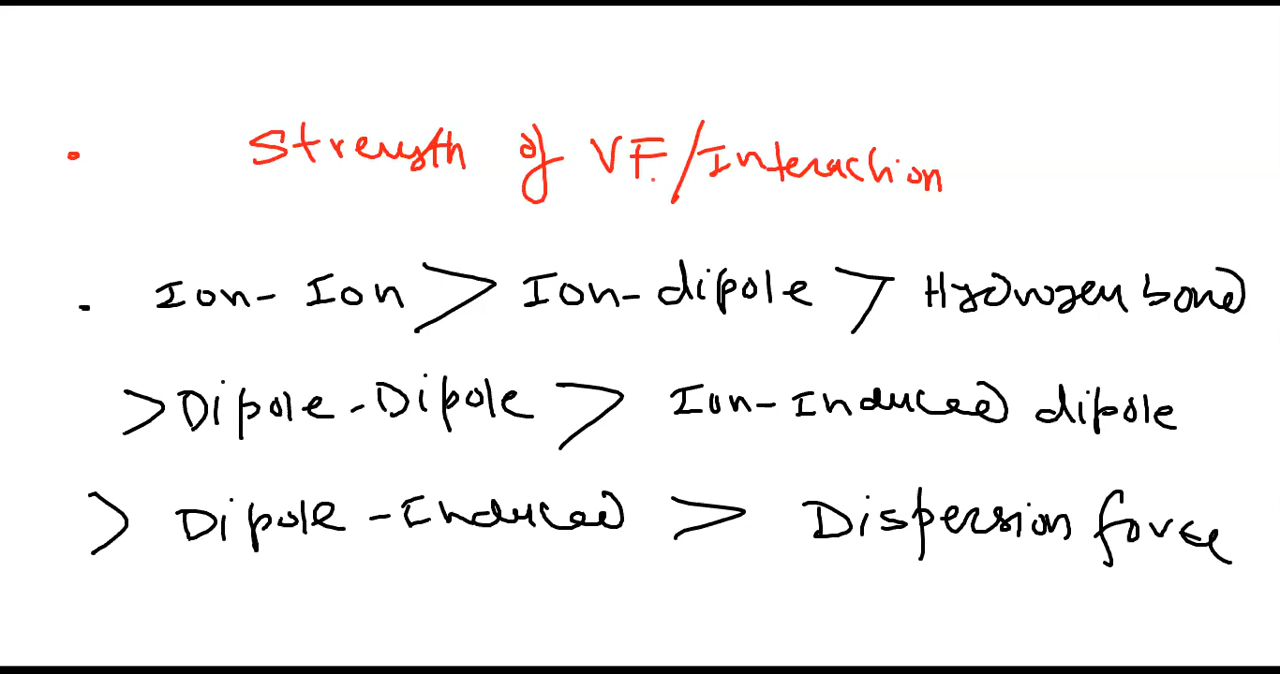 • Strength of VF./Interaction
. Ion-Ion > Ion-dipole > Hydrogen bond
> Dipole-Dipole > Ion-Induced dipole
> Dipole-Induced > Dispersion force